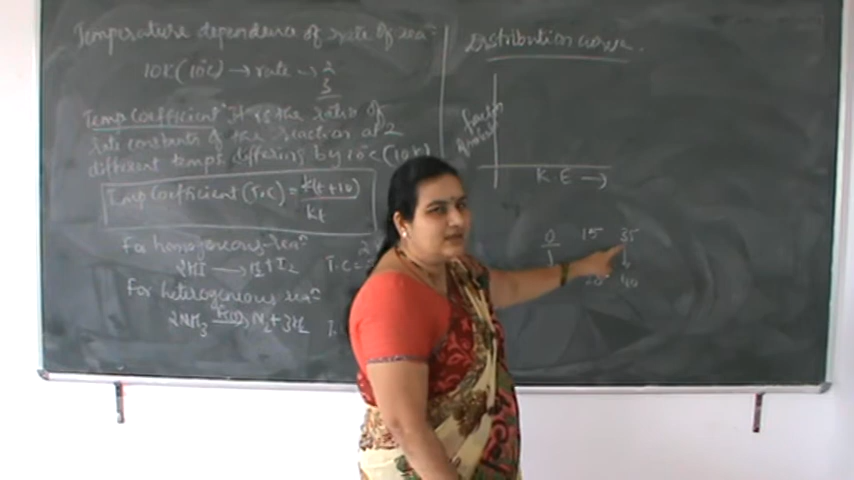 Temperature dependence of rate of reaⁿ
10K(10°C) → rate → 2
3
Temp Coefficient: It is the ratio of
rate constants of the reaction at 2
different temps differing by 10°C (10K)
Temp Coefficient (T.C) = K(t+10)
Kt
For homogeneous reaⁿ
2HI → H₂ + I₂ T.C =
For heterogeneous reaⁿ
2NH₃ → N₂ + 3H₂
Distribution curve.
K.E →
0 15 35
20 40